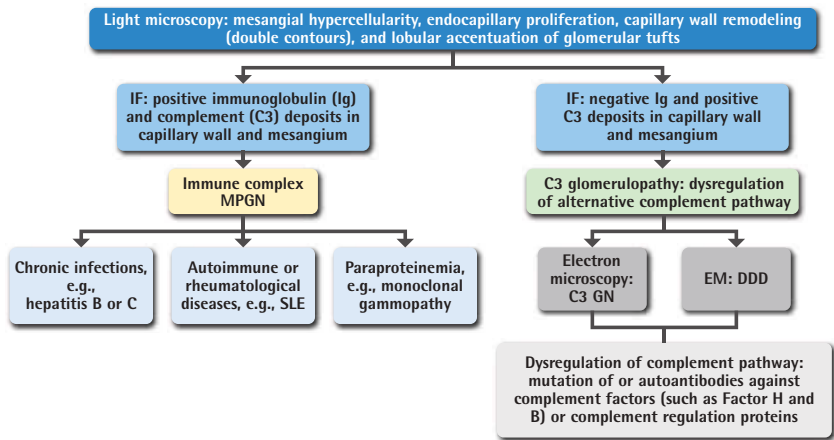 Light microscopy: mesangial hypercellularity, endocapillary proliferation, capillary wall remodeling
(double contours), and lobular accentuation of glomerular tufts
IF: positive immunoglobulin (Ig)
and complement (C3) deposits in
capillary wall and mesangium
IF: negative Ig and positive
C3 deposits in capillary wall
and mesangium
Immune complex
MPGN
C3 glomerulopathy: dysregulation
of alternative complement pathway
Chronic infections,
e.g.,
hepatitis B or C
Autoimmune or
rheumatological
diseases, e.g., SLE
Paraproteinemia,
e.g., monoclonal
gammopathy
Electron
microscopy:
C3 GN
EM: DDD
Dysregulation of complement pathway:
mutation of or autoantibodies against
complement factors (such as Factor H and
B) or complement regulation proteins